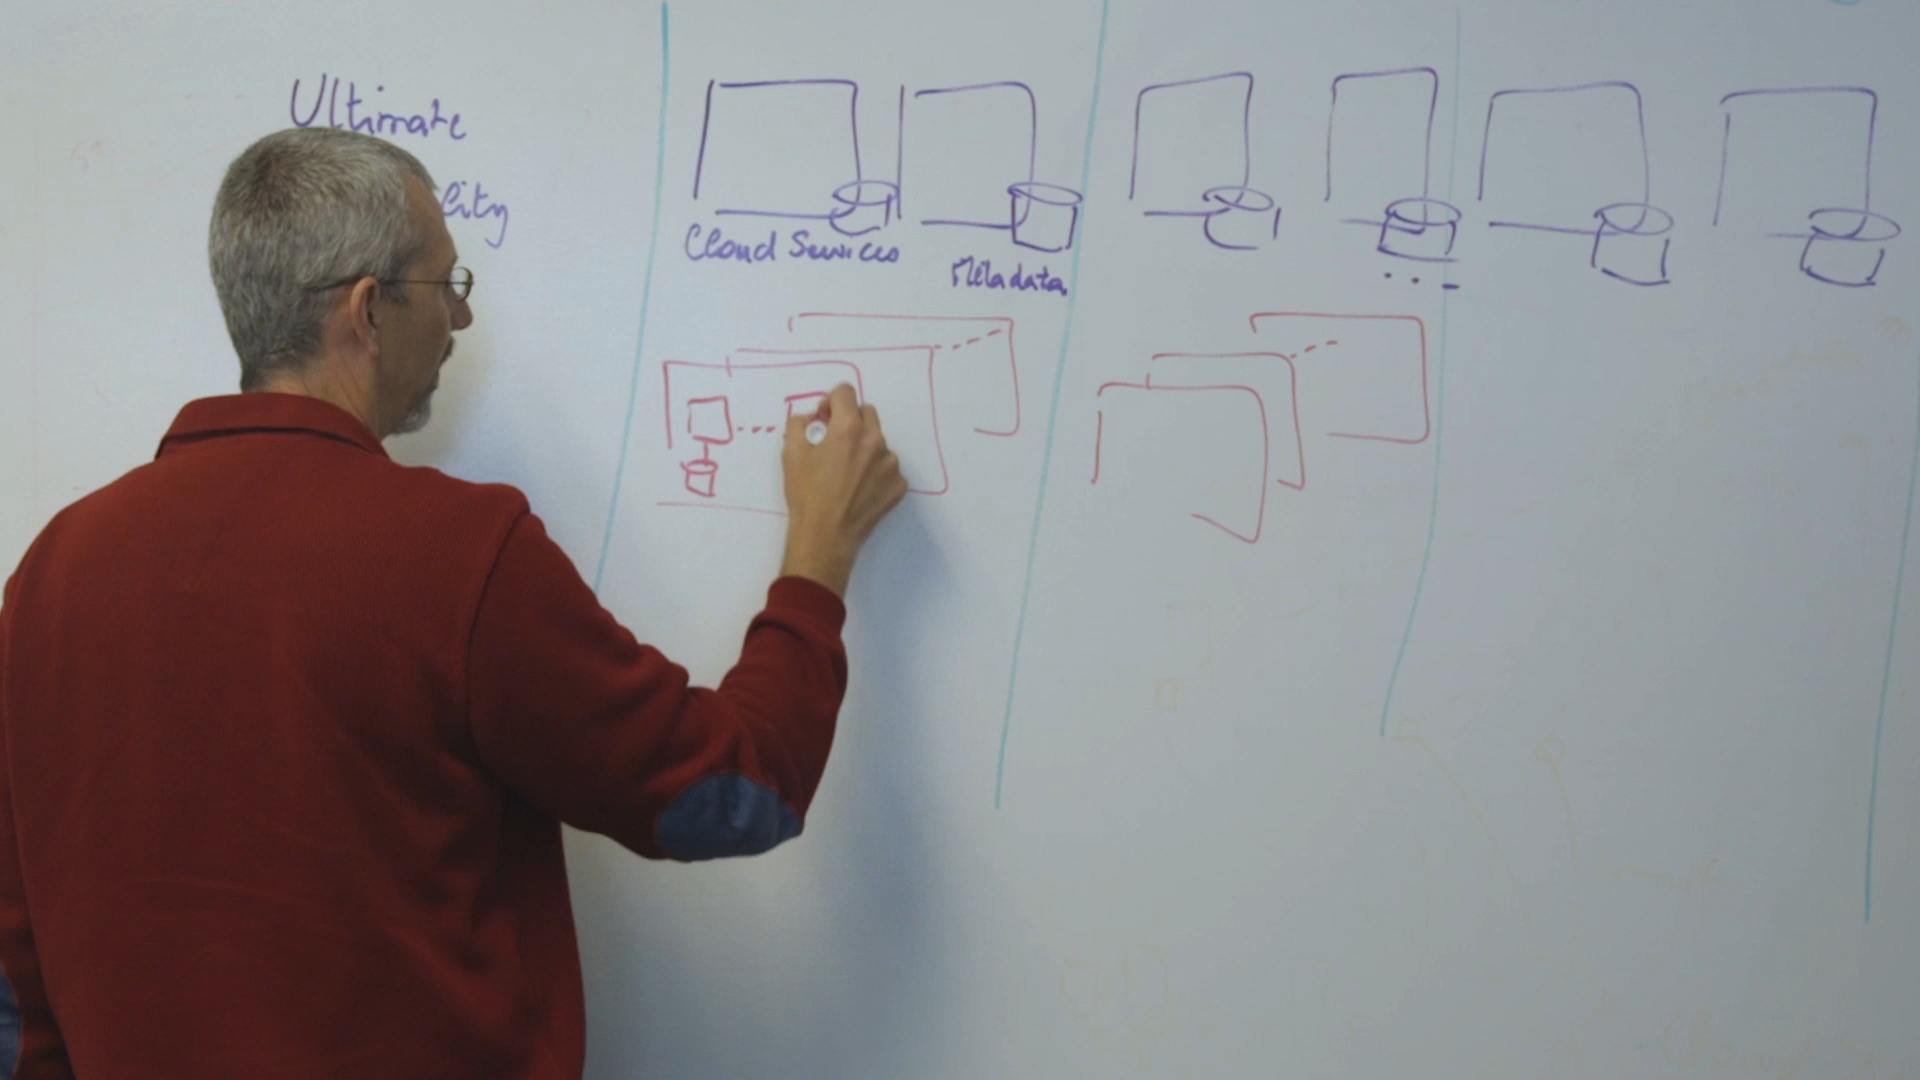 Ultimate
Cloud Services
Metadata
...